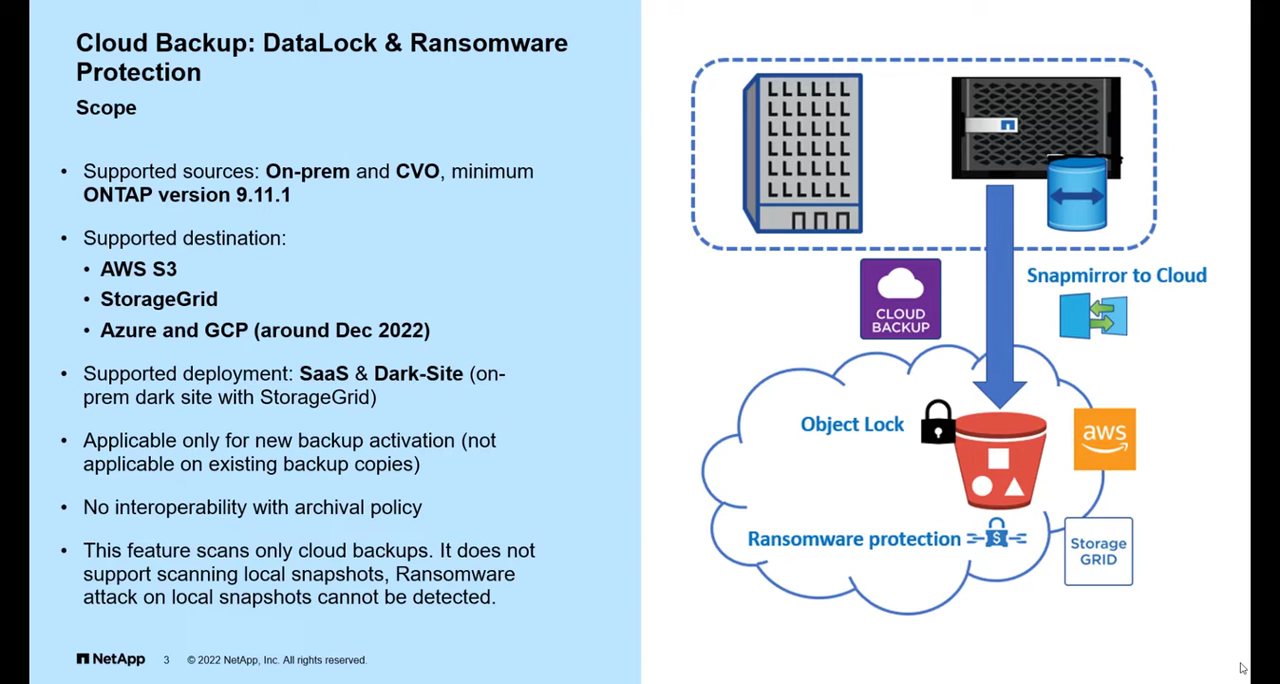 Cloud Backup: DataLock & Ransomware
Protection
Scope
• Supported sources: On-prem and CVO, minimum
ONTAP version 9.11.1
• Supported destination:
• AWS S3
• StorageGrid
• Azure and GCP (around Dec 2022)
• Supported deployment: SaaS & Dark-Site (on-
prem dark site with StorageGrid)
• Applicable only for new backup activation (not
applicable on existing backup copies)
• No interoperability with archival policy
• This feature scans only cloud backups. It does not
support scanning local snapshots, Ransomware
attack on local snapshots cannot be detected.
NetApp 3 © 2022 NetApp, Inc. All rights reserved.
Snapmirror to Cloud
CLOUD
BACKUP
Object Lock
aws
Ransomware protection
$
Storage
GRID